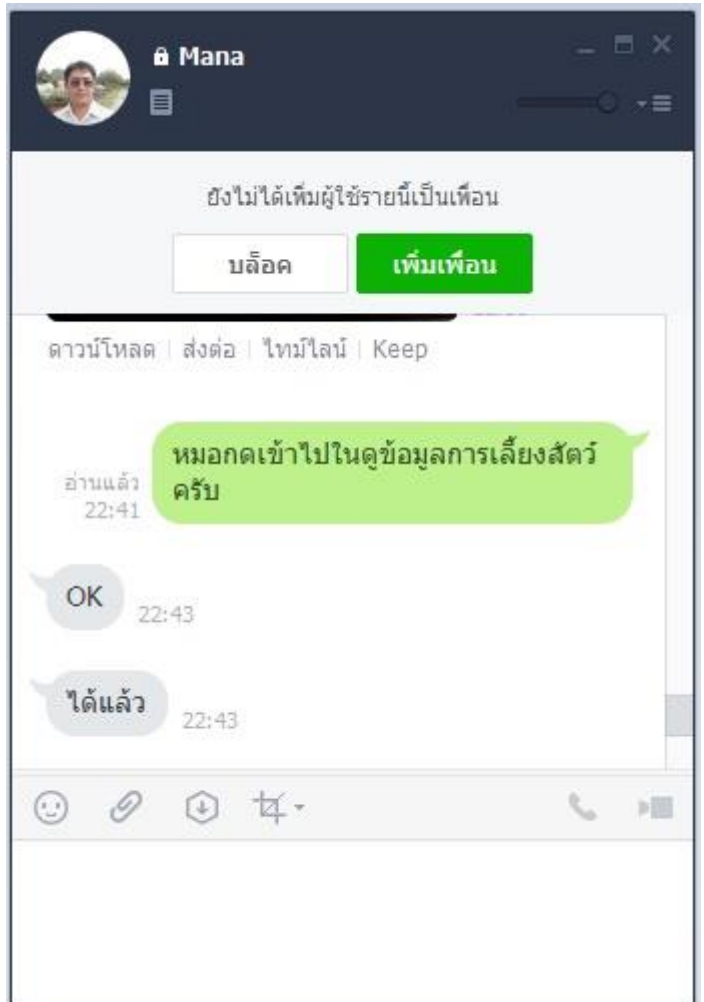 Mana
ยังไม่ได้เพิ่มผู้ใช้รายนี้เป็นเพื่อน
บล็อค เพิ่มเพื่อน
ดาวน์โหลด | ส่งต่อ | ไทม์ไลน์ | Keep
หมอกดเข้าไปในดูข้อมูลการเลี้ยงสัตว์
ครับ
อ่านแล้ว
22:41
OK 22:43
ได้แล้ว 22:43